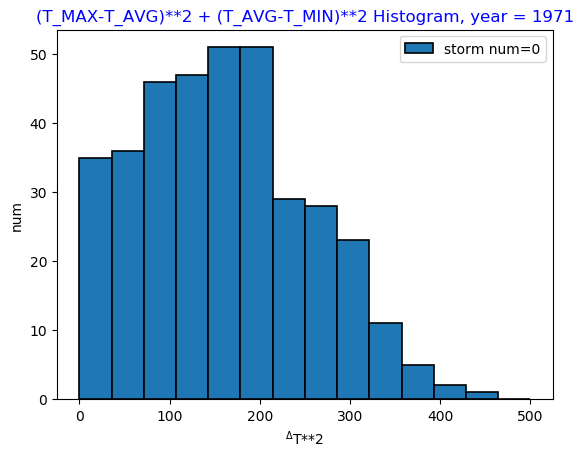 (T_MAX-T_AVG)**2 + (T_AVG-T_MIN)**2 Histogram, year = 1971
storm num=0
50
40
30
20
10
0
num
0 100 200 300 400 500
ΔT**2